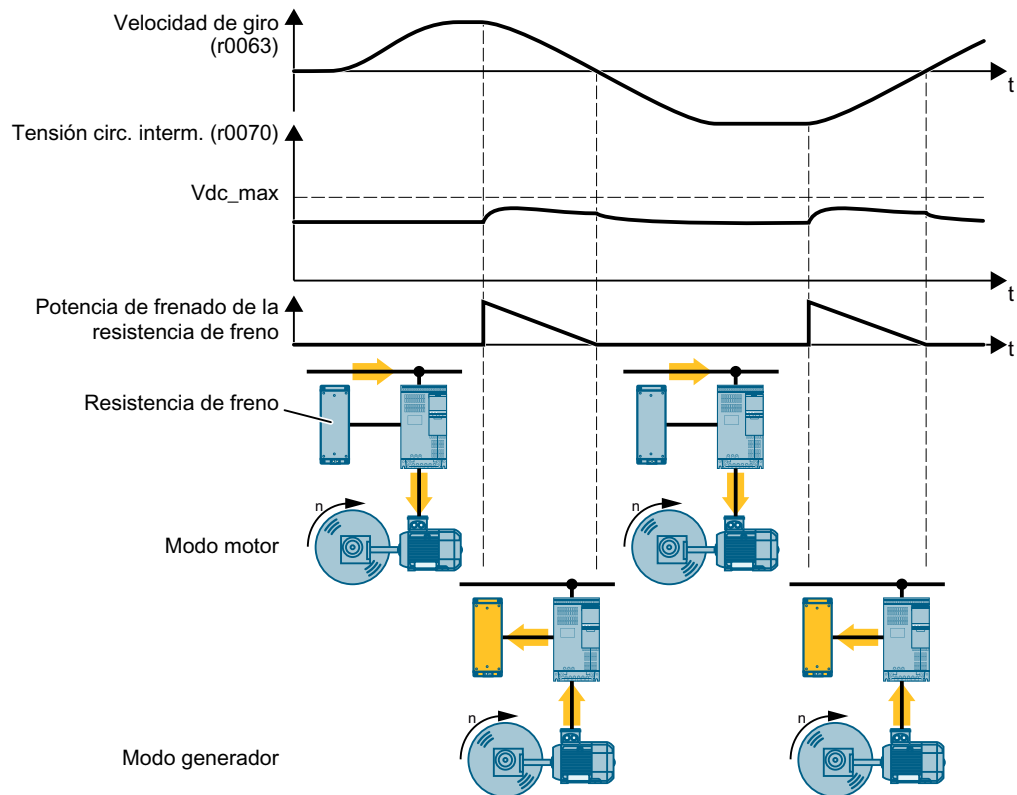 Velocidad de giro
(r0063)
t
Tensión circ. interm. (r0070)
Vdc_max
t
Potencia de frenado de la
resistencia de freno
t
Resistencia de freno
n
n
Modo motor
n
n
Modo generador